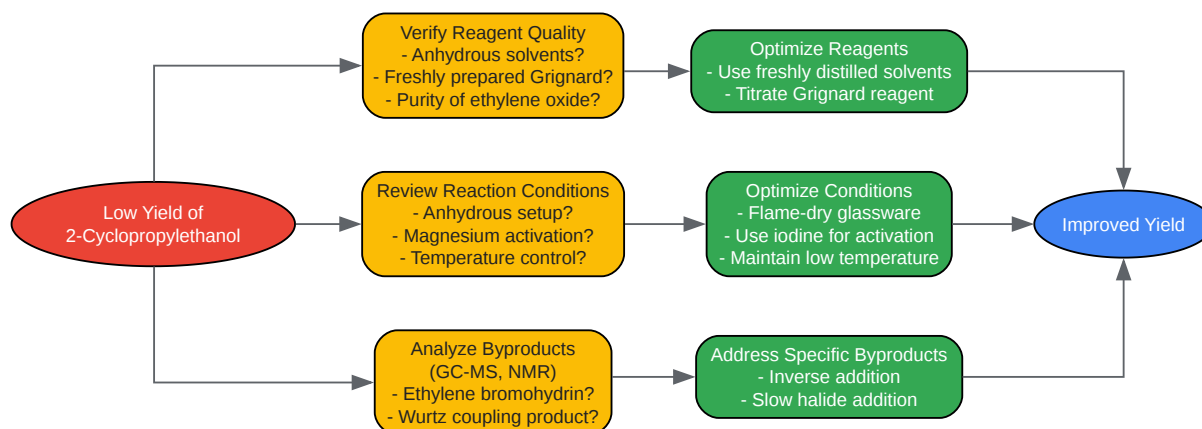 Low Yield of
2-Cyclopropylethanol
Verify Reagent Quality
- Anhydrous solvents?
- Freshly prepared Grignard?
- Purity of ethylene oxide?
Optimize Reagents
- Use freshly distilled solvents
- Titrate Grignard reagent
Review Reaction Conditions
- Anhydrous setup?
- Magnesium activation?
- Temperature control?
Optimize Conditions
- Flame-dry glassware
- Use iodine for activation
- Maintain low temperature
Analyze Byproducts
(GC-MS, NMR)
- Ethylene bromohydrin?
- Wurtz coupling product?
Address Specific Byproducts
- Inverse addition
- Slow halide addition
Improved Yield